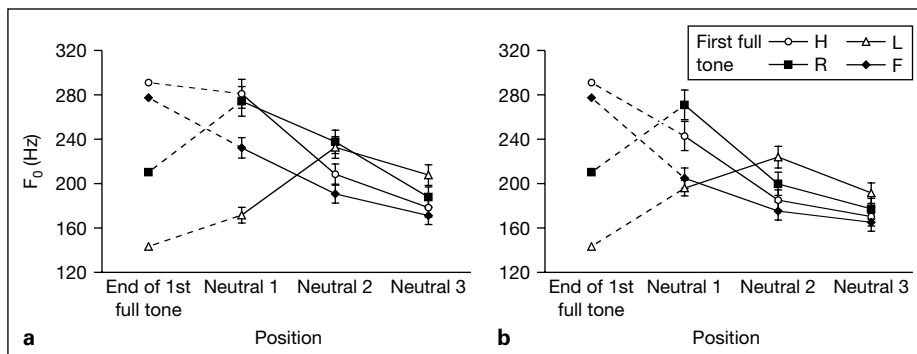 First full
tone
H
L
R
F
320
280
240
200
160
120
F0 (Hz)
End of 1st
full tone
Neutral 1
Neutral 2
Neutral 3
Position
a
320
280
240
200
160
120
End of 1st
full tone
Neutral 1
Neutral 2
Neutral 3
Position
b